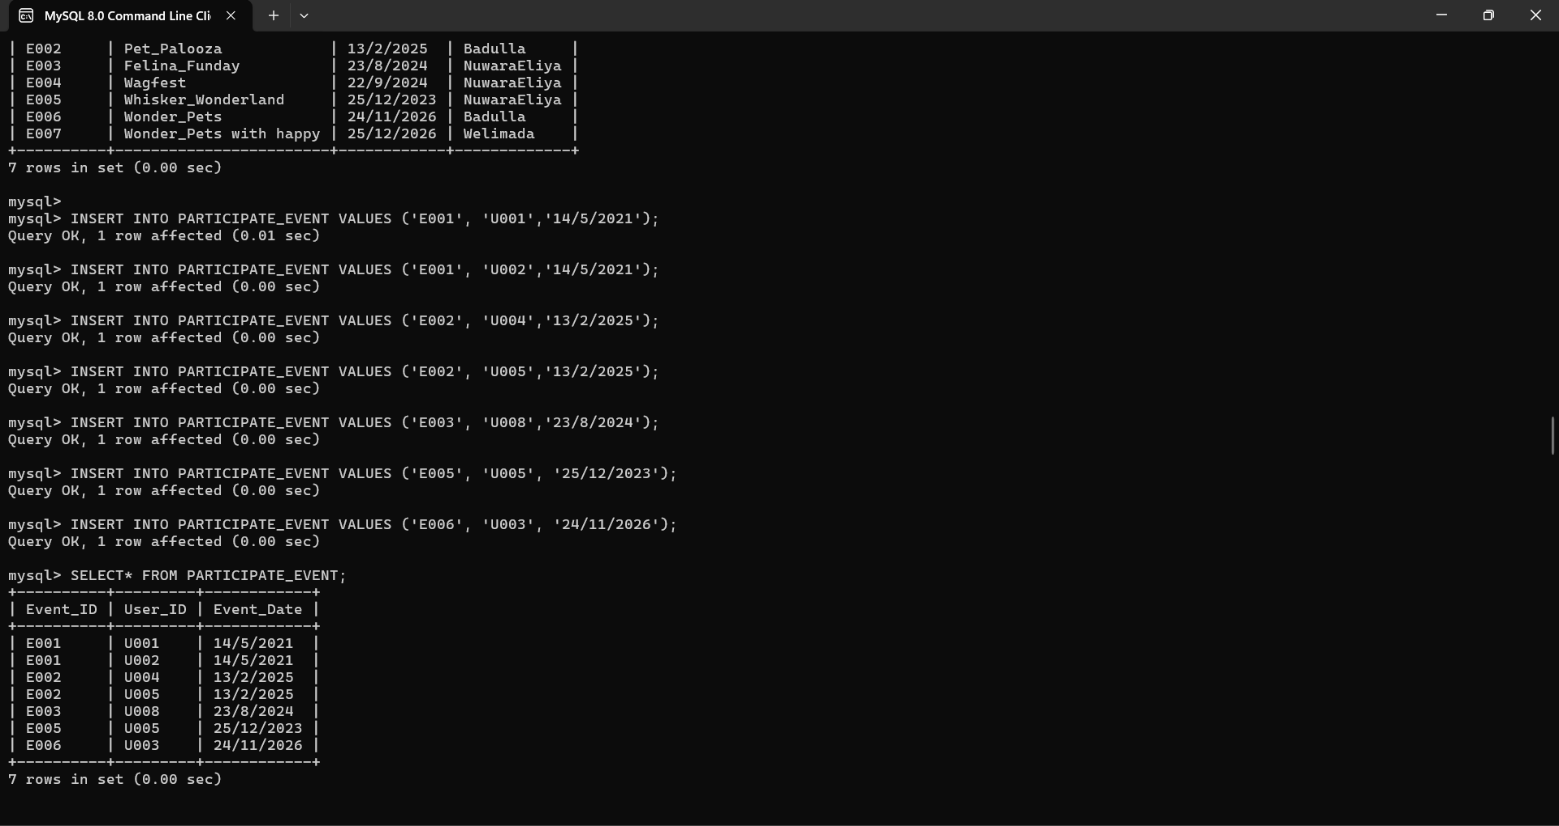 MySQL 8.0 Command Line Cli
| E002     | Pet_Palooza            | 13/2/2025  | Badulla     |
| E003     | Felina_Funday          | 23/8/2024  | NuwaraEliya |
| E004     | Wagfest                | 22/9/2024  | NuwaraEliya |
| E005     | Whisker_Wonderland     | 25/12/2023 | NuwaraEliya |
| E006     | Wonder_Pets            | 24/11/2026 | Badulla     |
| E007     | Wonder_Pets with happy | 25/12/2026 | Welimada    |
+----------+------------------------+------------+-------------+
7 rows in set (0.00 sec)
mysql>
mysql> INSERT INTO PARTICIPATE_EVENT VALUES ('E001', 'U001','14/5/2021');
Query OK, 1 row affected (0.01 sec)
mysql> INSERT INTO PARTICIPATE_EVENT VALUES ('E001', 'U002','14/5/2021');
Query OK, 1 row affected (0.00 sec)
mysql> INSERT INTO PARTICIPATE_EVENT VALUES ('E002', 'U004','13/2/2025');
Query OK, 1 row affected (0.00 sec)
mysql> INSERT INTO PARTICIPATE_EVENT VALUES ('E002', 'U005','13/2/2025');
Query OK, 1 row affected (0.00 sec)
mysql> INSERT INTO PARTICIPATE_EVENT VALUES ('E003', 'U008','23/8/2024');
Query OK, 1 row affected (0.00 sec)
mysql> INSERT INTO PARTICIPATE_EVENT VALUES ('E005', 'U005', '25/12/2023');
Query OK, 1 row affected (0.00 sec)
mysql> INSERT INTO PARTICIPATE_EVENT VALUES ('E006', 'U003', '24/11/2026');
Query OK, 1 row affected (0.00 sec)
mysql> SELECT* FROM PARTICIPATE_EVENT;
+----------+---------+------------+
| Event_ID | User_ID | Event_Date |
+----------+---------+------------+
| E001     | U001    | 14/5/2021  |
| E001     | U002    | 14/5/2021  |
| E002     | U004    | 13/2/2025  |
| E002     | U005    | 13/2/2025  |
| E003     | U008    | 23/8/2024  |
| E005     | U005    | 25/12/2023 |
| E006     | U003    | 24/11/2026 |
+----------+---------+------------+
7 rows in set (0.00 sec)